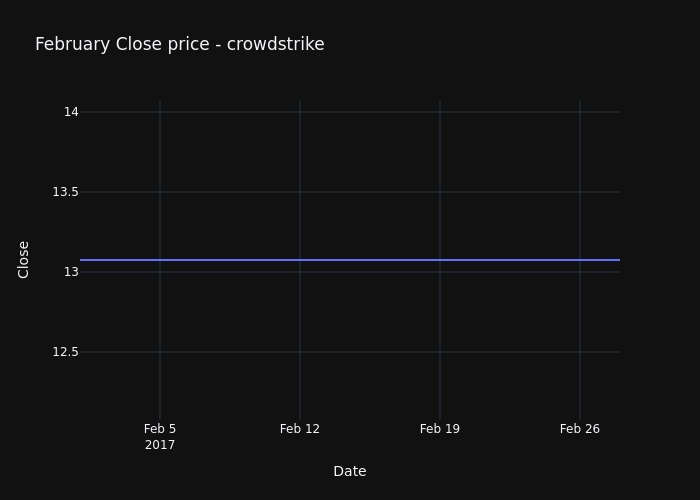 February Close price - crowdstrike
14
13.5
13
12.5
Close
Feb 5
2017
Feb 12
Feb 19
Feb 26
Date